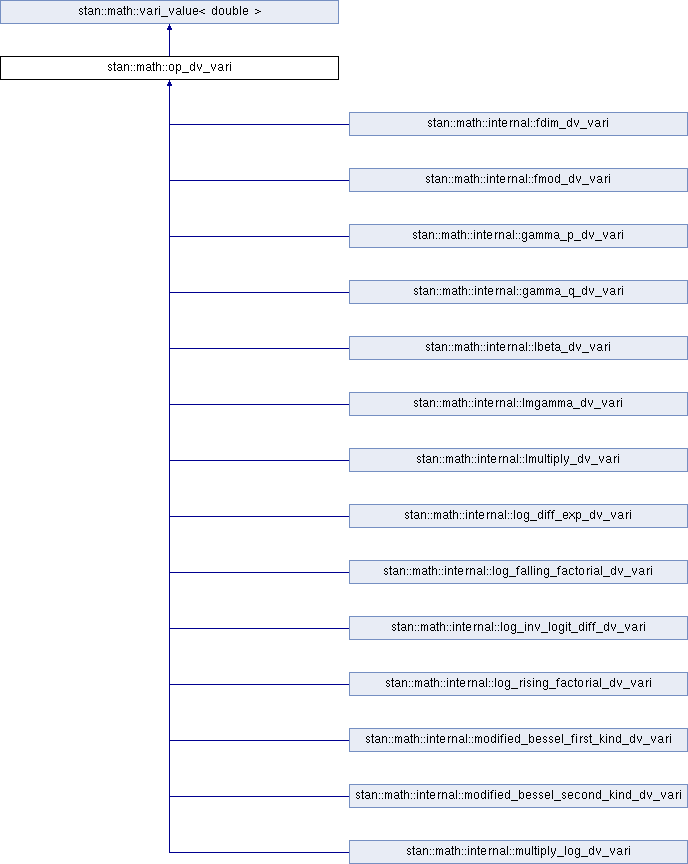 stan::math::vari_value< double >
stan::math::op_dv_vari
stan::math::internal::fdim_dv_vari
stan::math::internal::fmod_dv_vari
stan::math::internal::gamma_p_dv_vari
stan::math::internal::gamma_q_dv_vari
stan::math::internal::lbeta_dv_vari
stan::math::internal::lmgamma_dv_vari
stan::math::internal::lmultiply_dv_vari
stan::math::internal::log_diff_exp_dv_vari
stan::math::internal::log_falling_factorial_dv_vari
stan::math::internal::log_inv_logit_diff_dv_vari
stan::math::internal::log_rising_factorial_dv_vari
stan::math::internal::modified_bessel_first_kind_dv_vari
stan::math::internal::modified_bessel_second_kind_dv_vari
stan::math::internal::multiply_log_dv_vari